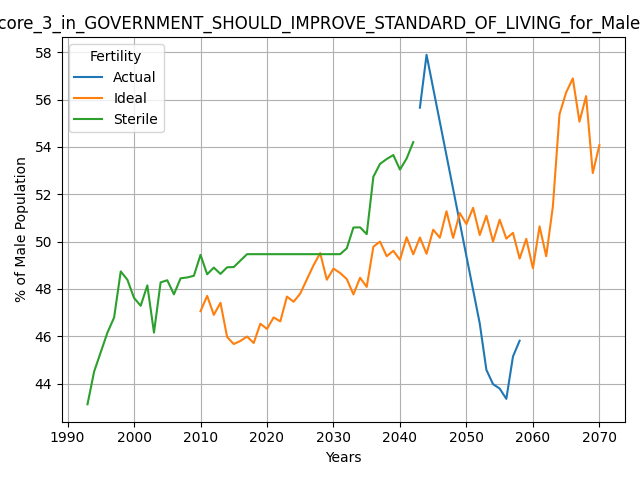 core_3_in_GOVERNMENT_SHOULD_IMPROVE_STANDARD_OF_LIVING_for_Male
Fertility
Actual
Ideal
Sterile
% of Male Population
58
56
54
52
50
48
46
44
1990 2000 2010 2020 2030 2040 2050 2060 2070
Years